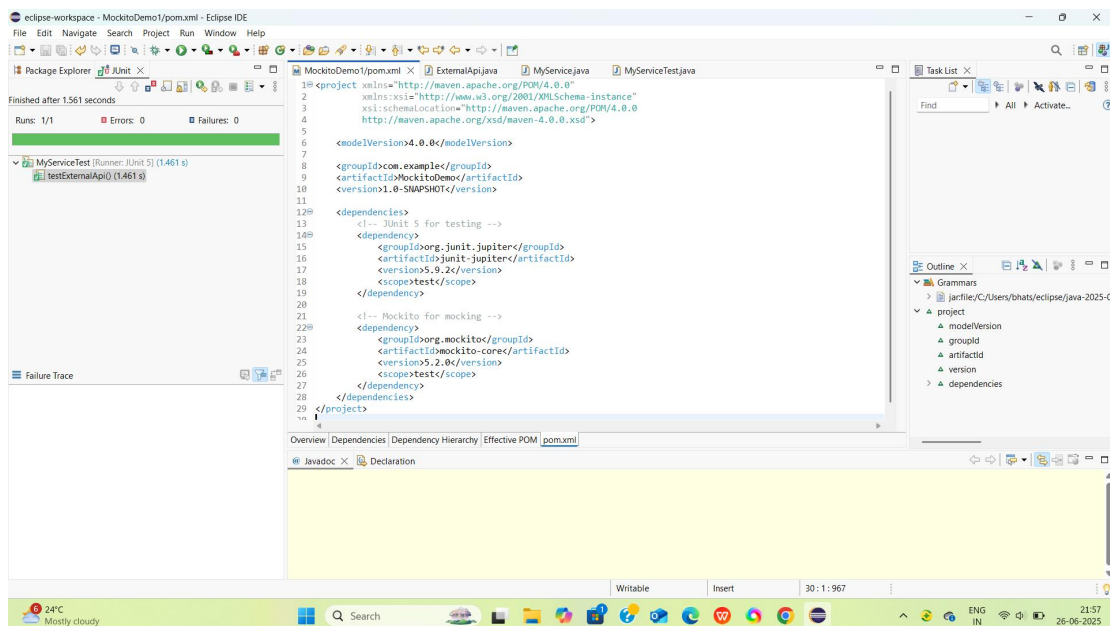 eclipse-workspace - MockitoDemo1/pom.xml - Eclipse IDE
File Edit Navigate Search Project Run Window Help
Package Explorer JUnit
Finished after 1.561 seconds
Runs: 1/1 Errors: 0 Failures: 0
MyServiceTest [Runner: JUnit 5] (1.461 s)
testExternalApi() (1.461 s)
Failure Trace
MockitoDemo1/pom.xml ExternalApi.java MyService.java MyServiceTest.java
1 <project xmlns="http://maven.apache.org/POM/4.0.0"
2 xmlns:xsi="http://www.w3.org/2001/XMLSchema-instance"
3 xsi:schemaLocation="http://maven.apache.org/POM/4.0.0
4 http://maven.apache.org/xsd/maven-4.0.0.xsd">
5
6 <modelVersion>4.0.0</modelVersion>
7
8 <groupId>com.example</groupId>
9 <artifactId>MockitoDemo</artifactId>
10 <version>1.0-SNAPSHOT</version>
11
12 <dependencies>
13 <!-- JUnit 5 for testing -->
14 <dependency>
15 <groupId>org.junit.jupiter</groupId>
16 <artifactId>junit-jupiter</artifactId>
17 <version>5.9.2</version>
18 <scope>test</scope>
19 </dependency>
20
21 <!-- Mockito for mocking -->
22 <dependency>
23 <groupId>org.mockito</groupId>
24 <artifactId>mockito-core</artifactId>
25 <version>5.2.0</version>
26 <scope>test</scope>
27 </dependency>
28 </dependencies>
29 </project>
30
Overview Dependencies Dependency Hierarchy Effective POM pom.xml
Javadoc Declaration
Task List
Find All Activate...
Outline
Grammars
jar:file:/C:/Users/bhats/eclipse/java-2025-0
project
modelVersion
groupId
artifactId
version
dependencies
Writable Insert 30 : 1 : 967
6
24°C
Mostly cloudy
Search
ENG
IN
21:57
26-06-2025